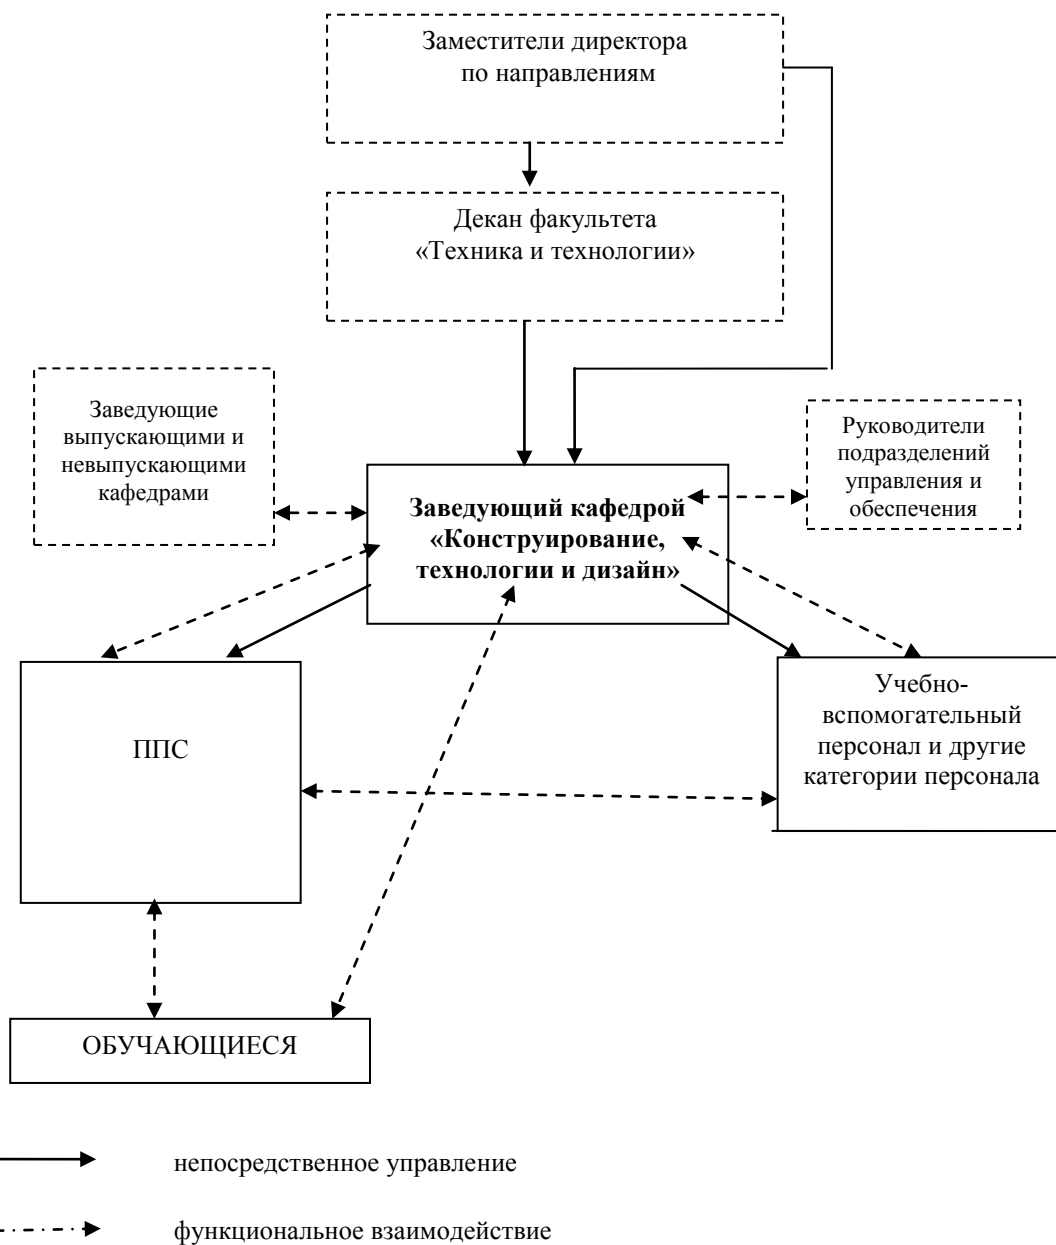 Заместители директора
по направлениям
Декан факультета
«Техника и технологии»
Заведующие
выпускающими и
невыпускающими
кафедрами
Руководители
подразделений
управления и
обеспечения
Заведующий кафедрой
«Конструирование,
технологии и дизайн»
ППС
Учебно-
вспомогательный
персонал и другие
категории персонала
ОБУЧАЮЩИЕСЯ
непосредственное управление
функциональное взаимодействие